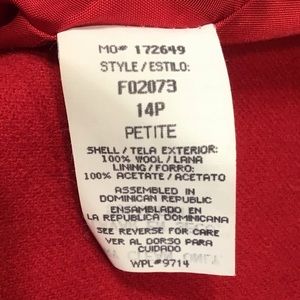 MO# 172649
STYLE/ESTILO:
F02073
14P
PETITE
SHELL/TELA EXTERIOR:
100% WOOL/LANA
LINING/FORRO:
100% ACETATE/ACETATO
ASSEMBLED IN
DOMINICAN REPUBLIC
ENSAMBLADO EN
LA REPUBLICA DOMINICANA
SEE REVERSE FOR CARE
VER AL DORSO PARA
CUIDADO
WPL#9714